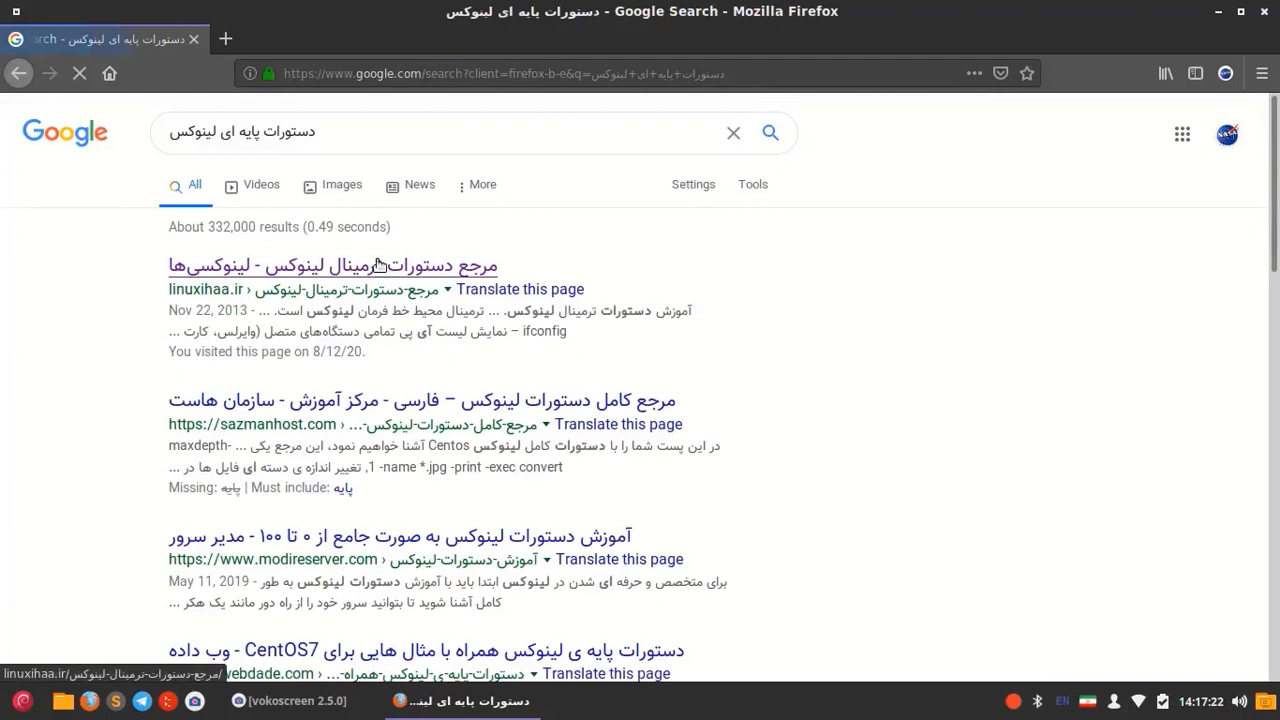 دستورات پایه ای لینوکس - Google Search - Mozilla Firefox
arch - دستورات پایه ای لینوکس
https://www.google.com/search?client=firefox-b-e&q=دستورات+پایه+ای+لینوکس
Google
دستورات پایه ای لینوکس
All Videos Images News More Settings Tools
About 332,000 results (0.49 seconds)
مرجع دستورات ترمینال لینوکس - لینوکسی‌ها
linuxihaa.ir › مرجع-دستورات-ترمینال-لینوکس Translate this page
Nov 22, 2013 - آموزش دستورات ترمینال لینوکس. ... ترمینال محیط خط فرمان لینوکس است. ...
ifconfig – نمایش لیست آی پی تمامی دستگاه‌های متصل (وایرلس، کارت ...
You visited this page on 8/12/20.
مرجع کامل دستورات لینوکس – فارسی - مرکز آموزش - سازمان هاست
https://sazmanhost.com › مرجع-کامل-دستورات-لینوکس-... Translate this page
در این پست شما را با دستورات کامل لینوکس Centos آشنا خواهیم نمود، این مرجع یکی ... maxdepth-
1 -name *.jpg -print -exec convert, تغییر اندازه ی دسته ای فایل ها در ...
Missing: پایه | Must include: پایه
آموزش دستورات لینوکس به صورت جامع از ۰ تا ۱۰۰ - مدیر سرور
https://www.modireserver.com › آموزش-دستورات-لینوکس Translate this page
May 11, 2019 - برای متخصص و حرفه ای شدن در لینوکس ابتدا باید با آموزش دستورات لینوکس به طور
کامل آشنا شوید تا بتوانید سرور خود را از راه دور مانند یک هکر ...
دستورات پایه ی لینوکس همراه با مثال هایی برای CentOS7 - وب داده
webdade.com › دستورات-پایه-ی-لینوکس-همراه-... Translate this page
linuxihaa.ir/مرجع-دستورات-ترمینال-لینوکس/
[vokoscreen 2.5.0]
دستورات پایه ای لینـ...
EN
14:17:22
NASA